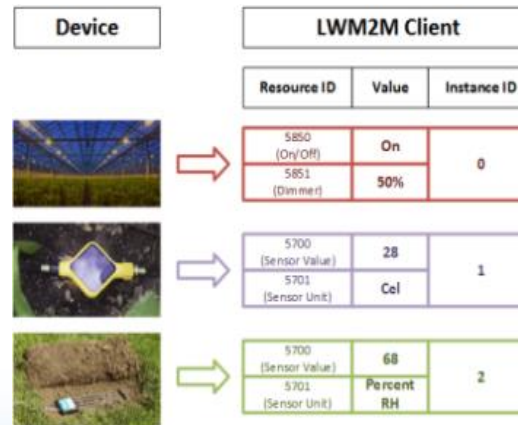 Device LWM2M Client
Resource ID Value Instance ID
5850
(On/Off)
On
5851
(Dimmer)
50%
0
5700
(Sensor Value)
28
5701
(Sensor Unit)
Cel
1
5700
(Sensor Value)
68
5701
(Sensor Unit)
Percent
RH
2